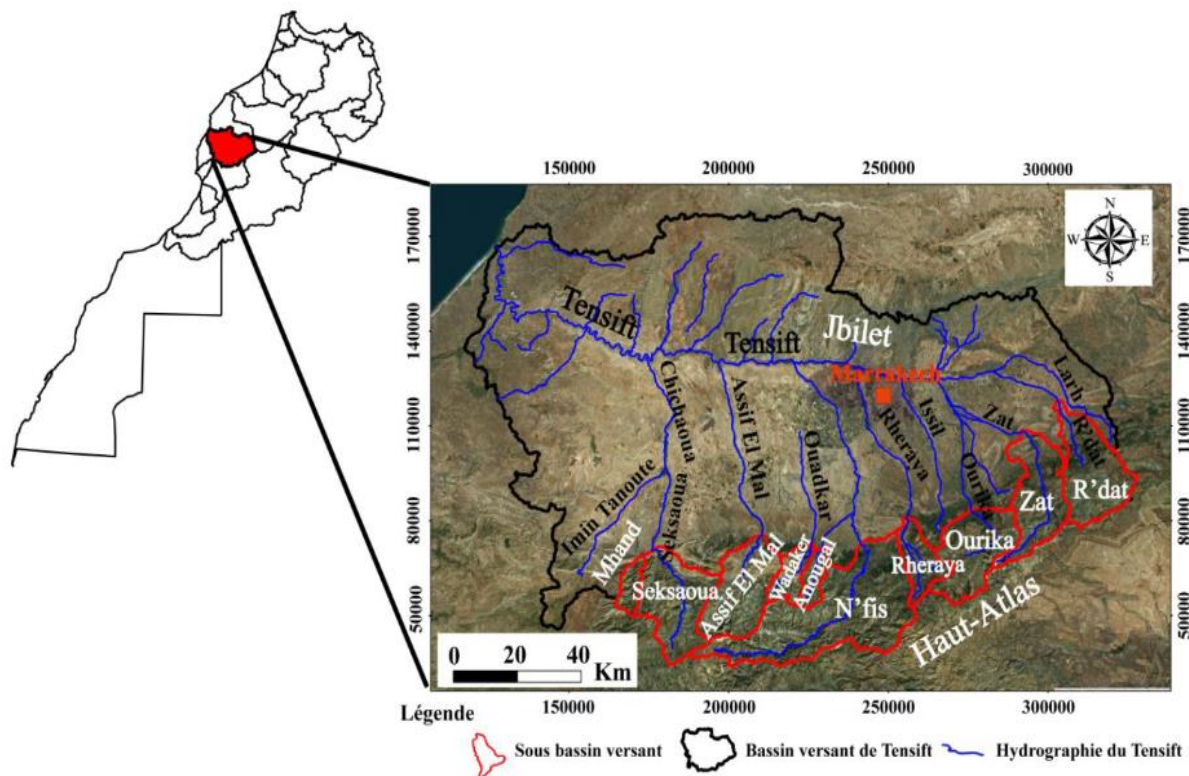 150000 200000 250000 300000
N
W E
S
170000
140000
110000
80000
50000
170000
140000
110000
80000
50000
Tensift
Tensift
Jbilet
Marrakech
Chichaoua
Assif El Mal
Ouadkar
Rheraya
Issil
Zat
Larh
R'dat
Ourika
Imin Tanoute
Seksaoua
Mhand
Seksaoua
Assif El Mal
Wadaker
Anougal
N'fis
Rheraya
Ourika
Zat
R'dat
Haut-Atlas
0 20 40
Km
150000 200000 250000 300000
Légende
Sous bassin versant
Bassin versant de Tensift
Hydrographie du Tensift